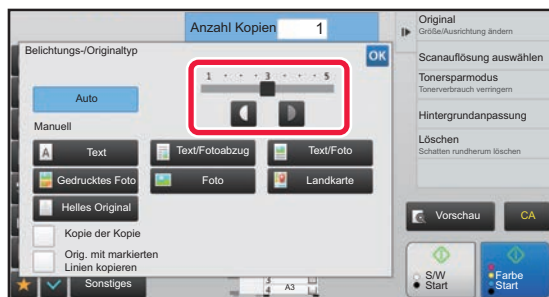 Anzahl Kopien 1
Belichtungs-/Originaltyp
OK
1 · · · 3 · · · 5
Auto
Manuell
A Text
Text/Fotoabzug
Text/Foto
Gedrucktes Foto
Foto
Landkarte
Helles Original
Kopie der Kopie
Orig. mit markierten
Linien kopieren
Sonstiges
3
4
A3
Original
Größe/Ausrichtung ändern
Scanauflösung auswählen
Tonersparmodus
Tonerverbrauch verringern
Hintergrundanpassung
Löschen
Schatten rundherum löschen
Vorschau
CA
S/W
Start
Farbe
Start